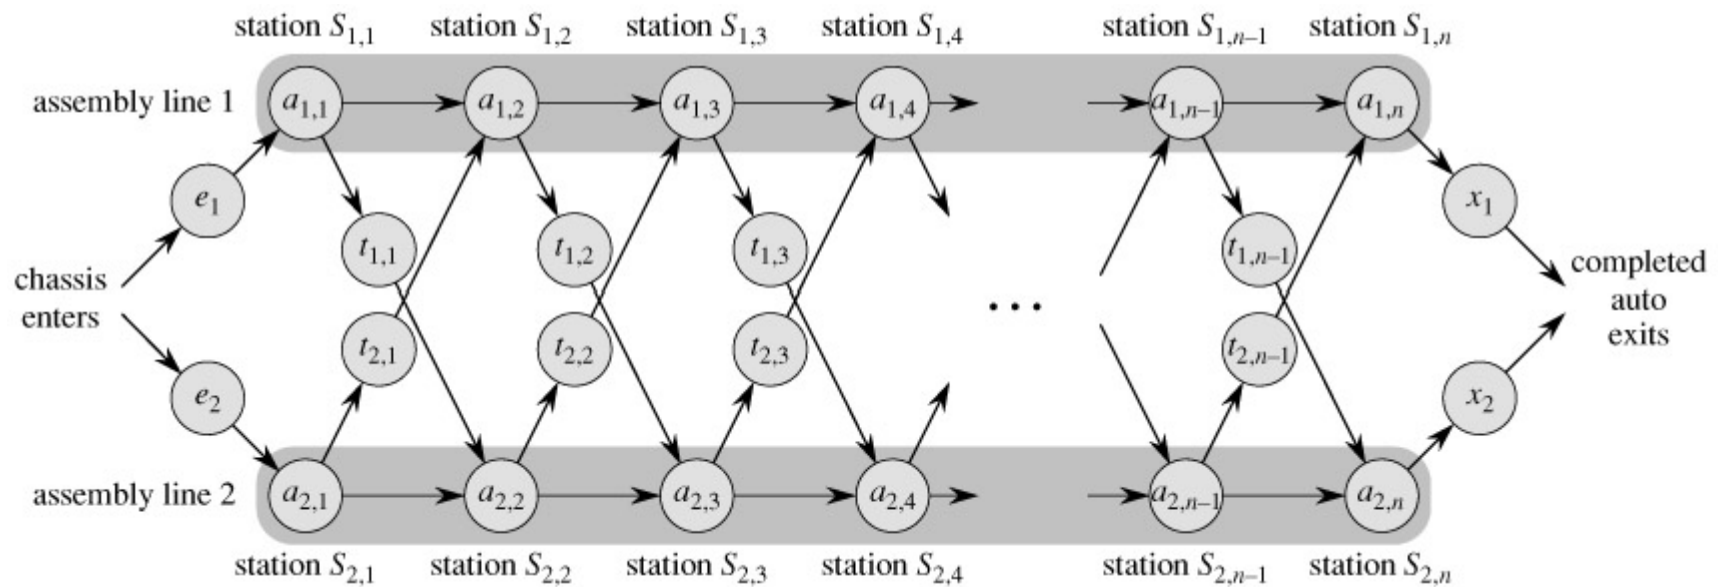 station S1,1 station S1,2 station S1,3 station S1,4 station S1,n–1 station S1,n
assembly line 1 a1,1 a1,2 a1,3 a1,4 a1,n–1 a1,n
e1 x1
t1,1 t1,2 t1,3 t1,n–1
chassis
enters
completed
auto
exits
...
t2,1 t2,2 t2,3 t2,n–1
e2 x2
assembly line 2 a2,1 a2,2 a2,3 a2,4 a2,n–1 a2,n
station S2,1 station S2,2 station S2,3 station S2,4 station S2,n–1 station S2,n